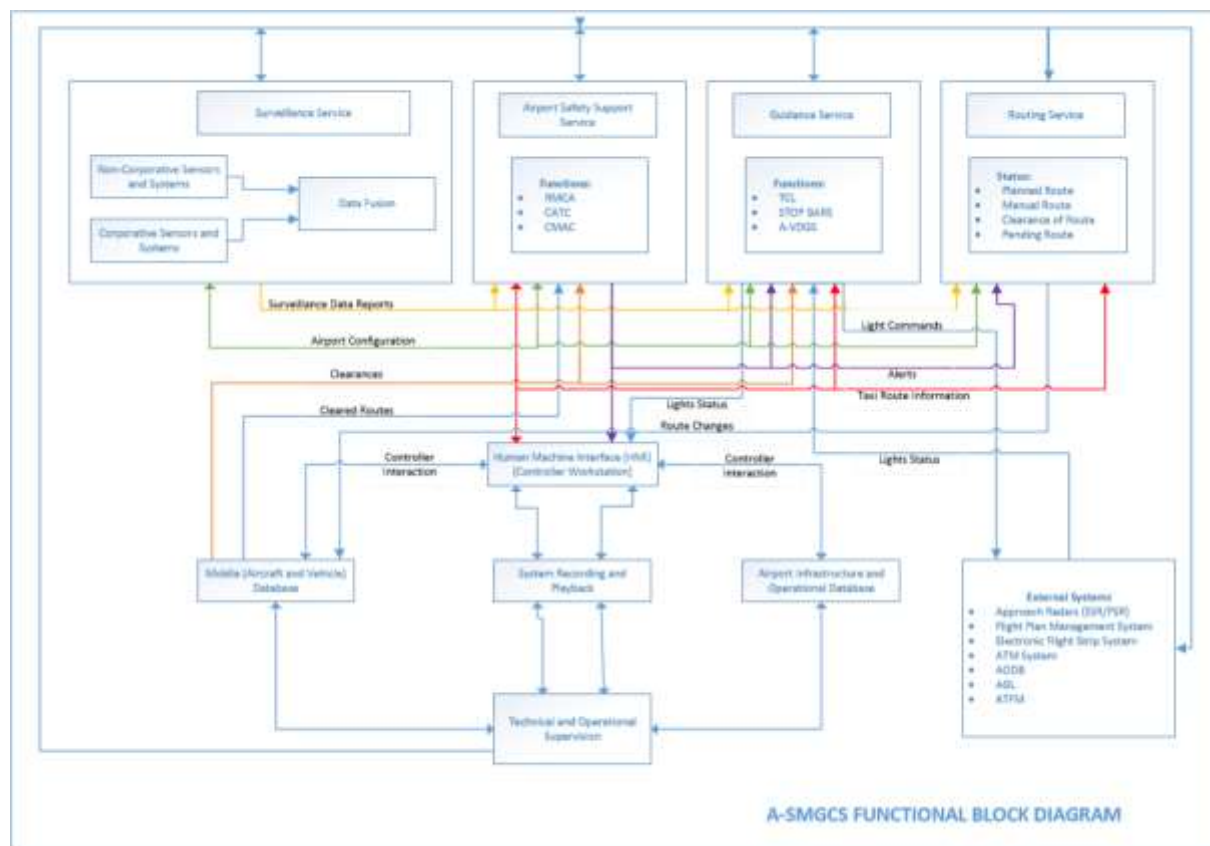 Surveillance Service
Airport Safety Support
Service
Guidance Service
Routing Service
Non-Corporative Sensors
and Systems
Corporative Sensors and
Systems
Data Fusion
Functions:
• RMCA
• CATC
• CMAC
Functions:
• TCL
• STOP BARS
• A-VDGS
Status:
• Planned Route
• Manual Route
• Clearance of Route
• Pending Route
Surveillance Data Reports
Light Commands
Airport Configuration
Clearances
Alerts
Cleared Routes
Lights Status
Taxi Route Information
Route Changes
Controller
Interaction
Human Machine Interface (HMI)
(Controller Workstation)
Controller
Interaction
Lights Status
Mobile (Aircraft and Vehicle)
Database
System Recording and
Playback
Airport Infrastructure and
Operational Database
External Systems
• Approach Radars (SSR/PSR)
• Flight Plan Management System
• Electronic Flight Strip System
• ATM System
• AODB
• AGL
• ATFM
Technical and Operational
Supervision
A-SMGCS FUNCTIONAL BLOCK DIAGRAM